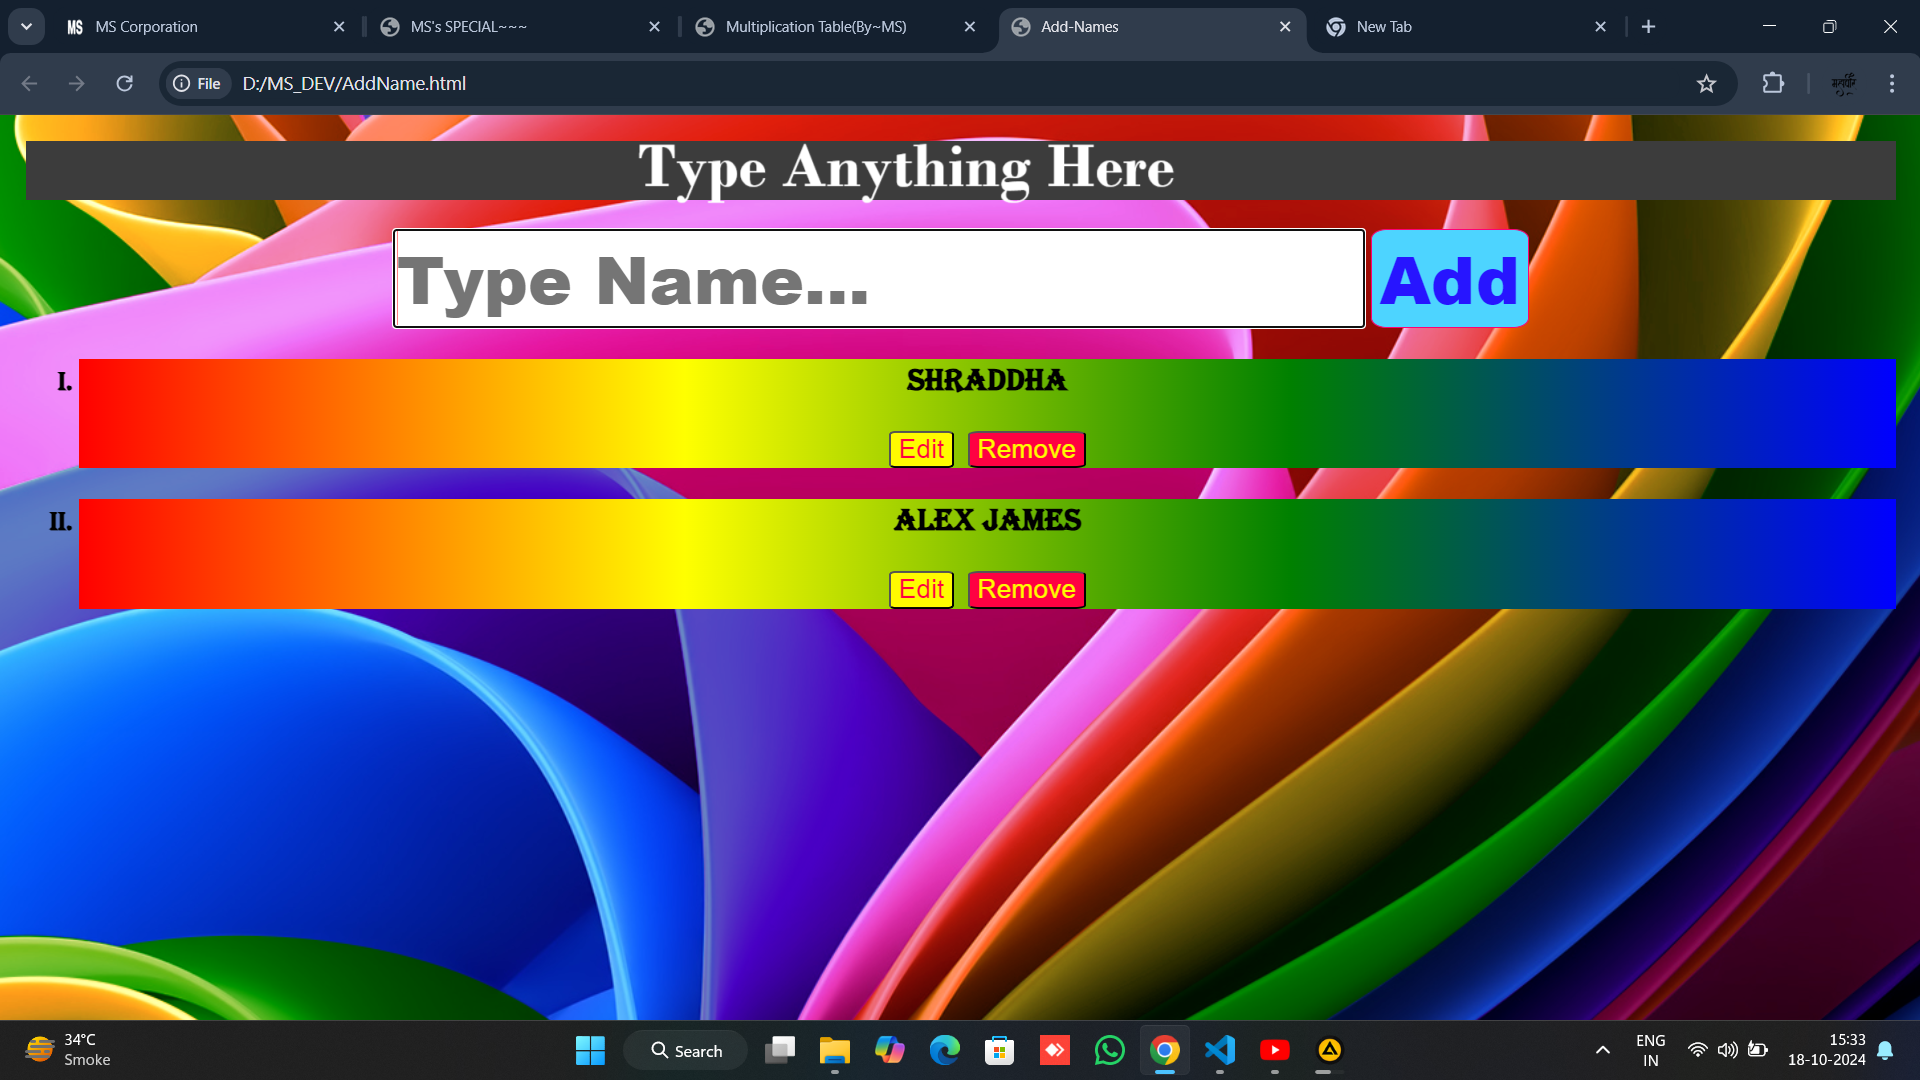 MS MS Corporation
MS's SPECIAL~~~
Multiplication Table(By~MS)
Add-Names
New Tab
File D:/MS_DEV/AddName.html
Type Anything Here
Type Name...
Add
I. SHRADDHA
Edit Remove
II. ALEX JAMES
Edit Remove
34°C
Smoke
Search
ENG
IN
15:33
18-10-2024